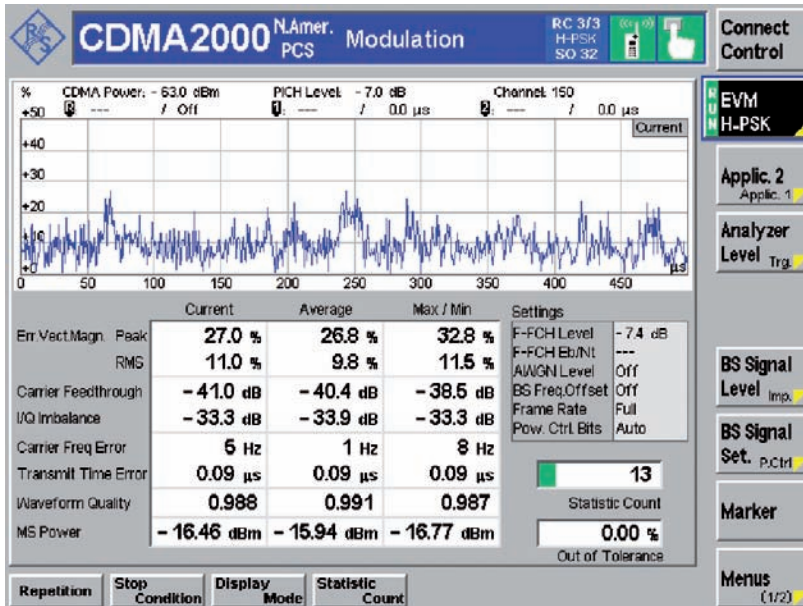 R&S
CDMA2000 N.Amer. PCS Modulation
RC 3/3
H-PSK
SO 32
Connect Control
% CDMA Power: - 63.0 dBm PICH Level: - 7.0 dB Channel: 150
R: --- / Off 1: --- / 0.0 µs 2: --- / 0.0 µs
Current
+50
+40
+30
+20
+10
+0
0 50 100 150 200 250 300 350 400 450 µs
RUN
EVM H-PSK
Applic. 2
Applic. 1
Analyzer Level Trg.
BS Signal Level Imp.
BS Signal Set. P.Ctrl
Marker
Menus (1/2)
Current Average Max / Min
Err.Vect.Magn. Peak 27.0 % 26.8 % 32.8 %
RMS 11.0 % 9.8 % 11.5 %
Carrier Feedthrough - 41.0 dB - 40.4 dB - 38.5 dB
I/Q Imbalance - 33.3 dB - 33.9 dB - 33.3 dB
Carrier Freq Error 5 Hz 1 Hz 8 Hz
Transmit Time Error 0.09 µs 0.09 µs 0.09 µs
Waveform Quality 0.988 0.991 0.987
MS Power - 16.46 dBm - 15.94 dBm - 16.77 dBm
Settings
F-FCH Level - 7.4 dB
F-FCH Eb/Nt ---
AWGN Level Off
BS Freq.Offset Off
Frame Rate Full
Pow. Ctrl. Bits Auto
13
Statistic Count
0.00 %
Out of Tolerance
Repetition
Stop Condition
Display Mode
Statistic Count